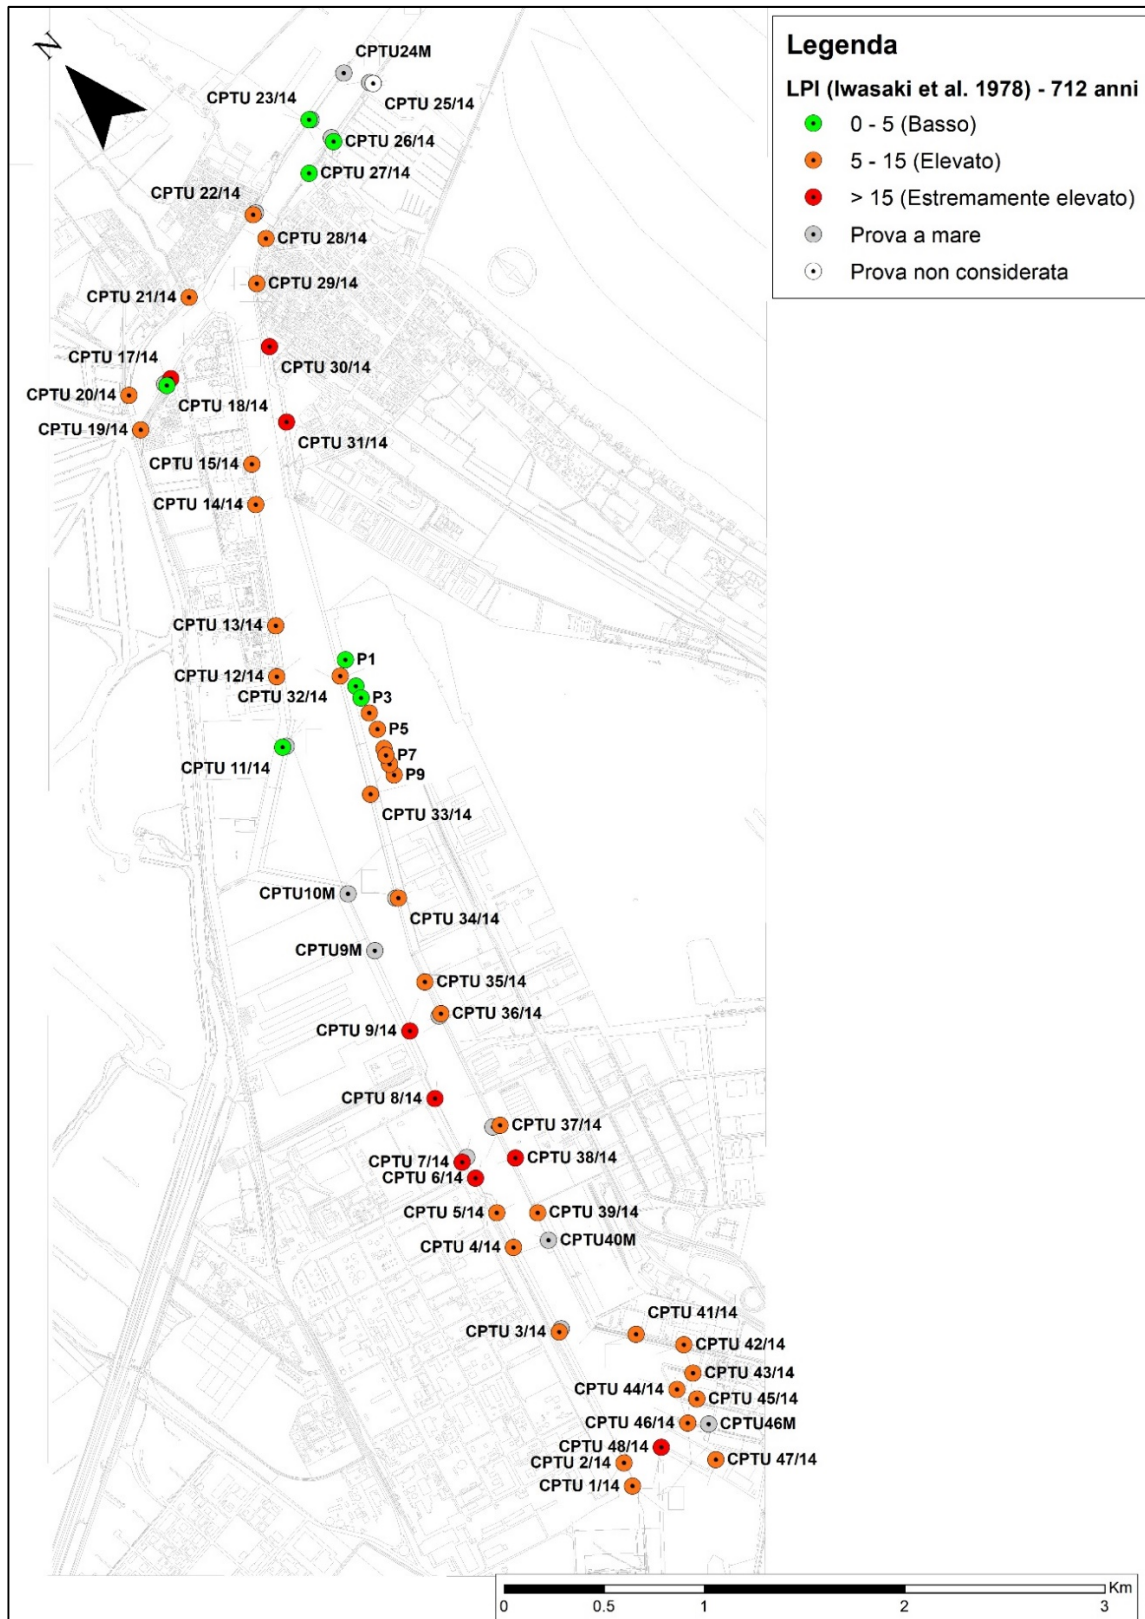 N
Legenda
LPI (Iwasaki et al. 1978) - 712 anni
0 - 5 (Basso)
5 - 15 (Elevato)
> 15 (Estremamente elevato)
Prova a mare
Prova non considerata
CPTU24M
CPTU 23/14
CPTU 25/14
CPTU 26/14
CPTU 27/14
CPTU 22/14
CPTU 28/14
CPTU 29/14
CPTU 21/14
CPTU 17/14
CPTU 30/14
CPTU 20/14
CPTU 18/14
CPTU 31/14
CPTU 19/14
CPTU 15/14
CPTU 14/14
CPTU 13/14
P1
CPTU 12/14
CPTU 32/14
P3
P5
CPTU 11/14
P7
P9
CPTU 33/14
CPTU10M
CPTU 34/14
CPTU9M
CPTU 35/14
CPTU 36/14
CPTU 9/14
CPTU 8/14
CPTU 37/14
CPTU 7/14
CPTU 38/14
CPTU 6/14
CPTU 5/14
CPTU 39/14
CPTU 4/14
CPTU40M
CPTU 41/14
CPTU 3/14
CPTU 42/14
CPTU 43/14
CPTU 44/14
CPTU 45/14
CPTU 46/14
CPTU46M
CPTU 48/14
CPTU 2/14
CPTU 47/14
CPTU 1/14
Km
0 0.5 1 2 3